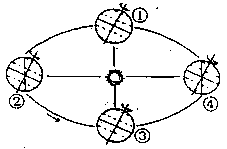 ①
② ④
③